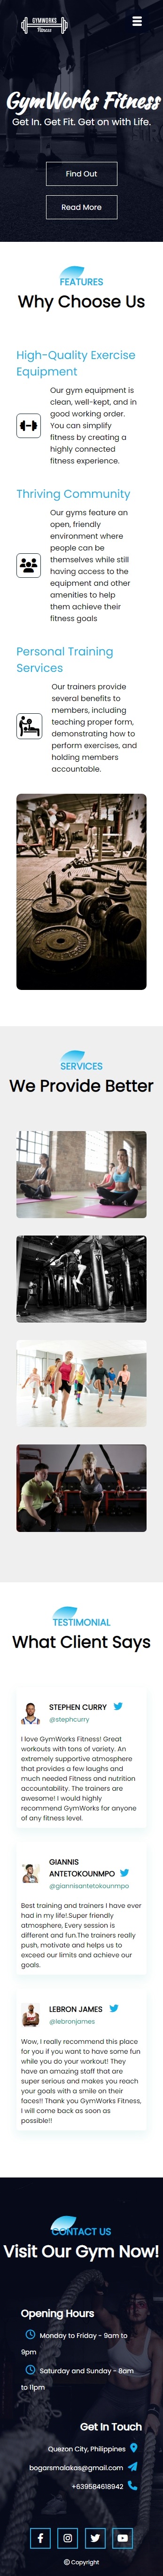 GYMWORKS
Fitness
GymWorks Fitness
Get In. Get Fit. Get on with Life.
Find Out
Read More
FEATURES
Why Choose Us
High-Quality Exercise
Equipment
Our gym equipment is
clean, well-kept, and in
good working order.
You can simplify
fitness by creating a
highly connected
fitness experience.
Thriving Community
Our gyms feature an
open, friendly
environment where
people can be
themselves while still
having access to the
equipment and other
amenities to help
them achieve their
fitness goals
Personal Training
Services
Our trainers provide
several benefits to
members, including
teaching proper form,
demonstrating how to
perform exercises, and
holding members
accountable.
SERVICES
We Provide Better
TESTIMONIAL
What Client Says
STEPHEN CURRY
@stephcurry
I love GymWorks Fitness! Great
workouts with tons of variety. An
extremely supportive atmosphere
that provides a few laughs and
much needed Fitness and nutrition
accountability. The trainers are
awesome! I would highly
recommend GymWorks for anyone
of any fitness level.
GIANNIS
ANTETOKOUNMPO
@giannisantetokounmpo
Best training and trainers I have ever
had in my life!.Super friendly
atmosphere, Every session is
different and fun.The trainers really
push, motivate and helps us to
exceed our limits and achieve our
goals.
LEBRON JAMES
@lebronjames
Wow, I really recommend this place
for you if you want to have some fun
while you do your workout! They
have an amazing staff that are
super serious and makes you reach
your goals with a smile on their
faces!! Thank you GymWorks Fitness,
I will come back as soon as
possible!!
CONTACT US
Visit Our Gym Now!
Opening Hours
Monday to Friday - 9am to
9pm
Saturday and Sunday - 8am
to 11pm
Get In Touch
Quezon City, Philippines
bogarsmalakas@gmail.com
+639584618942
© Copyright